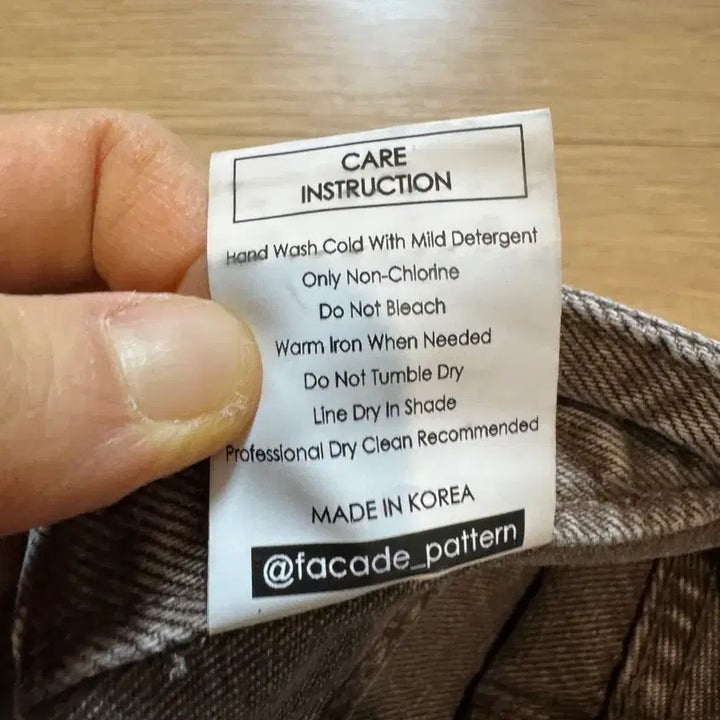 CARE
INSTRUCTION
Hand Wash Cold With Mild Detergent
Only Non-Chlorine
Do Not Bleach
Warm Iron When Needed
Do Not Tumble Dry
Line Dry In Shade
Professional Dry Clean Recommended
MADE IN KOREA
@facade_pattern